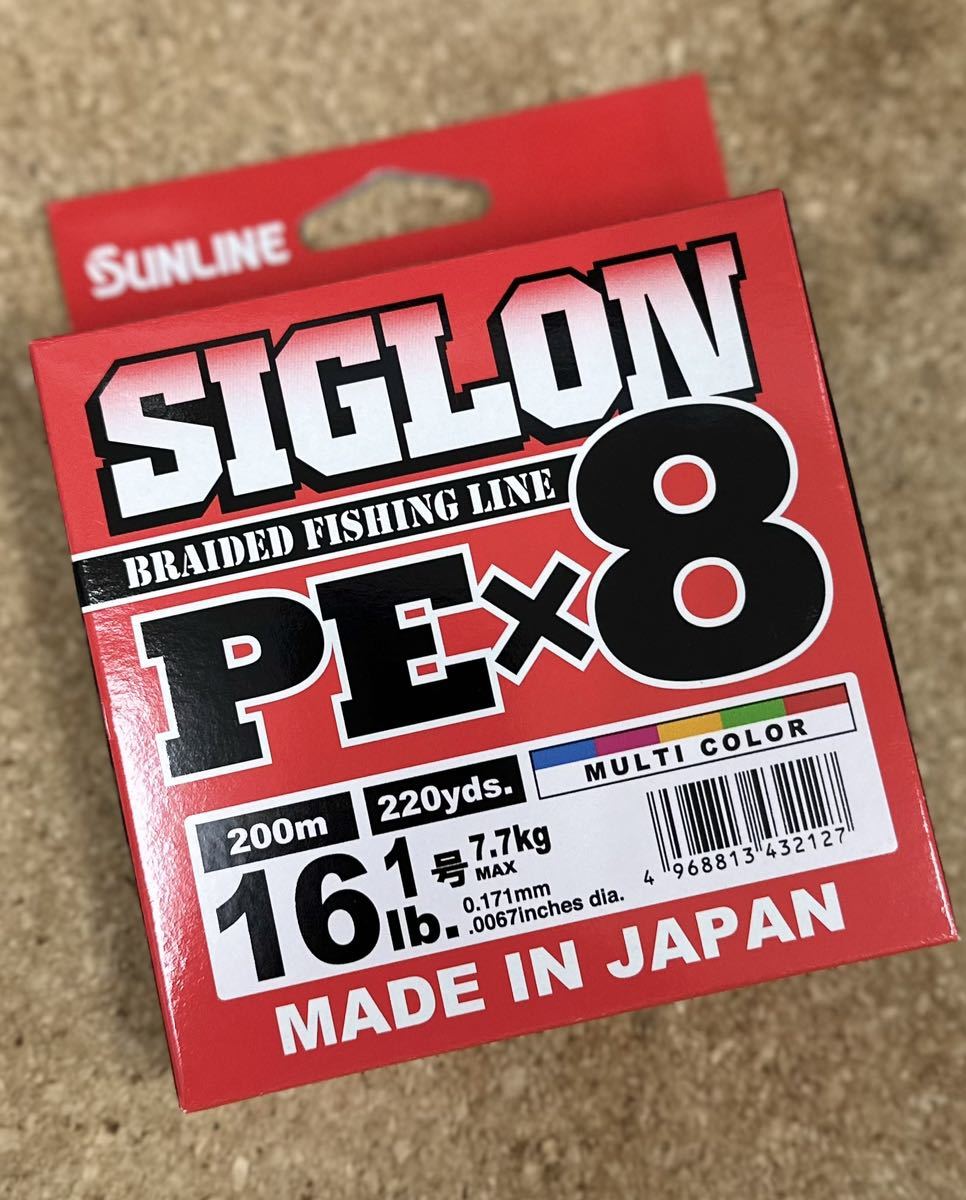 SUNLINE
SIGLON
BRAIDED FISHING LINE
PE×8
200m 220yds. MULTI COLOR
16lb. 1号 7.7kg MAX
0.171mm
.0067inches dia.
4 968813 432127
MADE IN JAPAN